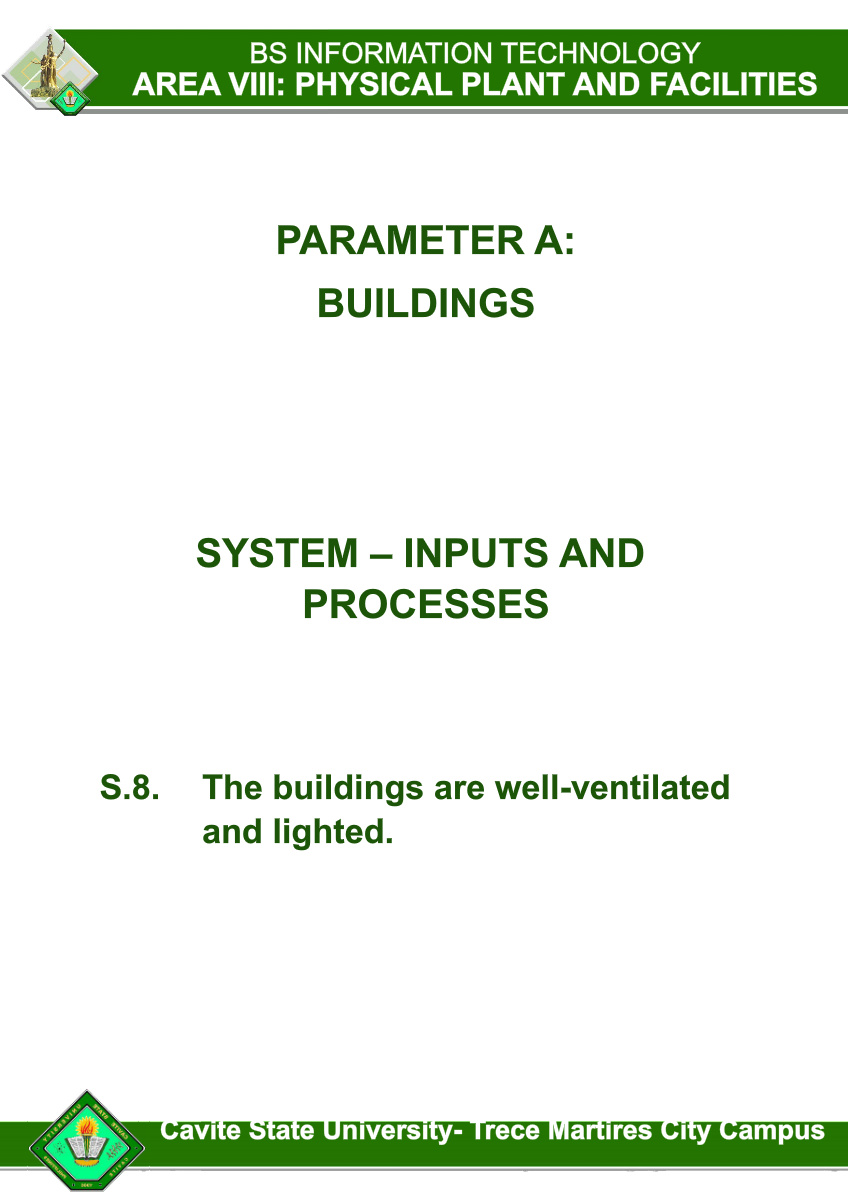 BS INFORMATION TECHNOLOGY
AREA VIII: PHYSICAL PLANT AND FACILITIES
PARAMETER A:
BUILDINGS
SYSTEM – INPUTS AND
PROCESSES
S.8. The buildings are well-ventilated
and lighted.
Cavite State University- Trece Martires City Campus